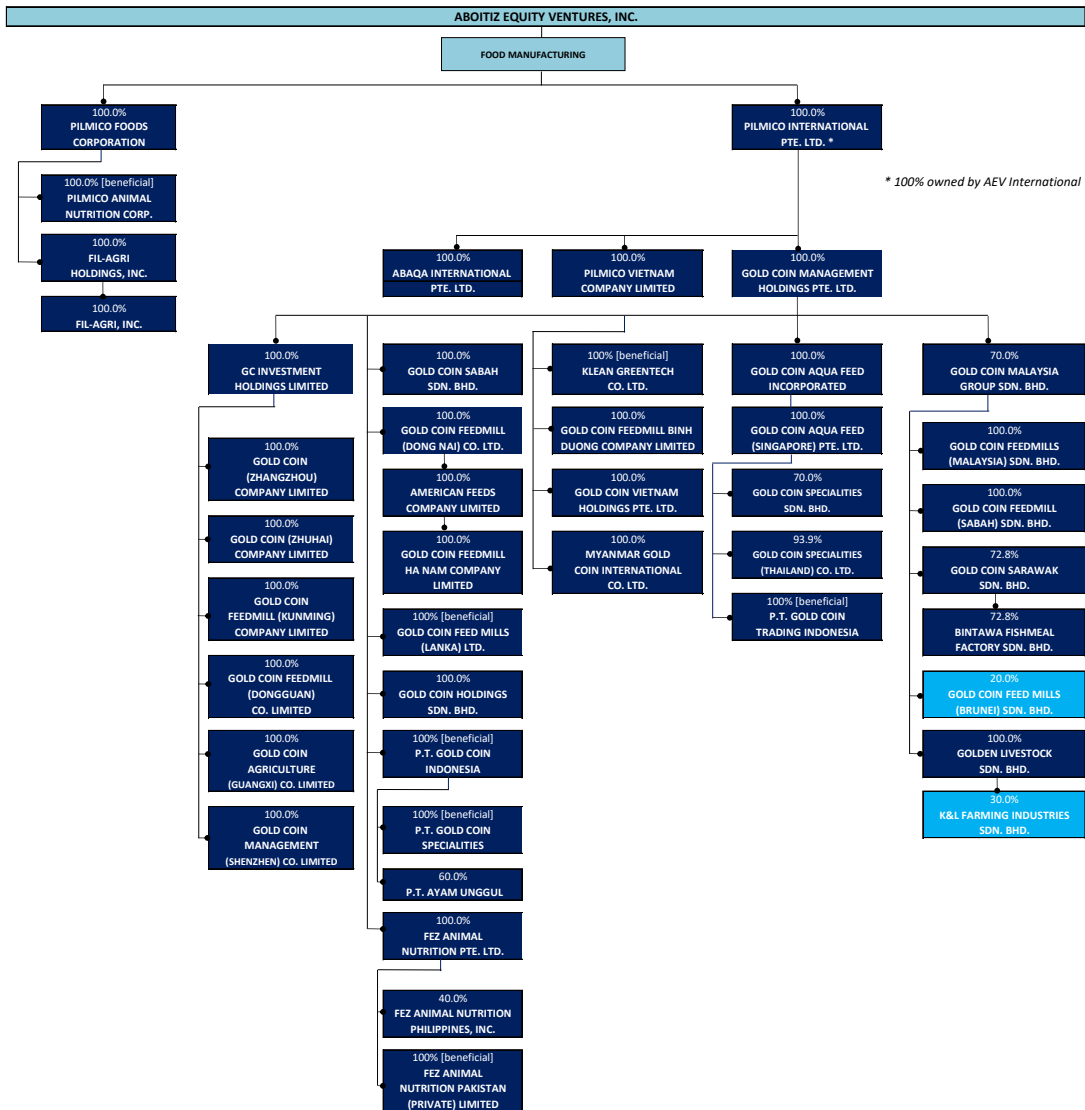 ABOITIZ EQUITY VENTURES, INC.
FOOD MANUFACTURING
100.0%
PILMICO FOODS
CORPORATION
100.0% [beneficial]
PILMICO ANIMAL
NUTRITION CORP.
100.0%
FIL-AGRI
HOLDINGS, INC.
100.0%
FIL-AGRI, INC.
100.0%
PILMICO INTERNATIONAL
PTE. LTD. *
* 100% owned by AEV International
100.0%
ABAQA INTERNATIONAL
PTE. LTD.
100.0%
PILMICO VIETNAM
COMPANY LIMITED
100.0%
GOLD COIN MANAGEMENT
HOLDINGS PTE. LTD.
100.0%
GC INVESTMENT
HOLDINGS LIMITED
100.0%
GOLD COIN
(ZHANGZHOU)
COMPANY LIMITED
100.0%
GOLD COIN (ZHUHAI)
COMPANY LIMITED
100.0%
GOLD COIN
FEEDMILL (KUNMING)
COMPANY LIMITED
100.0%
GOLD COIN FEEDMILL
(DONGGUAN)
CO. LIMITED
100.0%
GOLD COIN
AGRICULTURE
(GUANGXI) CO. LIMITED
100.0%
GOLD COIN
MANAGEMENT
(SHENZHEN) CO. LIMITED
100.0%
GOLD COIN SABAH
SDN. BHD.
100.0%
GOLD COIN FEEDMILL
(DONG NAI) CO. LTD.
100.0%
AMERICAN FEEDS
COMPANY LIMITED
100.0%
GOLD COIN FEEDMILL
HA NAM COMPANY
LIMITED
100% [beneficial]
GOLD COIN FEED MILLS
(LANKA) LTD.
100.0%
GOLD COIN HOLDINGS
SDN. BHD.
100% [beneficial]
P.T. GOLD COIN
INDONESIA
100% [beneficial]
P.T. GOLD COIN
SPECIALITIES
60.0%
P.T. AYAM UNGGUL
100.0%
FEZ ANIMAL
NUTRITION PTE. LTD.
40.0%
FEZ ANIMAL NUTRITION
PHILIPPINES, INC.
100% [beneficial]
FEZ ANIMAL
NUTRITION PAKISTAN
(PRIVATE) LIMITED
100% [beneficial]
KLEAN GREENTECH
CO. LTD.
100.0%
GOLD COIN FEEDMILL BINH
DUONG COMPANY LIMITED
100.0%
GOLD COIN VIETNAM
HOLDINGS PTE. LTD.
100.0%
MYANMAR GOLD
COIN INTERNATIONAL
CO. LTD.
100.0%
GOLD COIN AQUA FEED
INCORPORATED
100.0%
GOLD COIN AQUA FEED
(SINGAPORE) PTE. LTD.
70.0%
GOLD COIN SPECIALITIES
SDN. BHD.
93.9%
GOLD COIN SPECIALITIES
(THAILAND) CO. LTD.
100% [beneficial]
P.T. GOLD COIN
TRADING INDONESIA
70.0%
GOLD COIN MALAYSIA
GROUP SDN. BHD.
100.0%
GOLD COIN FEEDMILLS
(MALAYSIA) SDN. BHD.
100.0%
GOLD COIN FEEDMILL
(SABAH) SDN. BHD.
72.8%
GOLD COIN SARAWAK
SDN. BHD.
72.8%
BINTAWA FISHMEAL
FACTORY SDN. BHD.
20.0%
GOLD COIN FEED MILLS
(BRUNEI) SDN. BHD.
100.0%
GOLDEN LIVESTOCK
SDN. BHD.
30.0%
K&L FARMING INDUSTRIES
SDN. BHD.